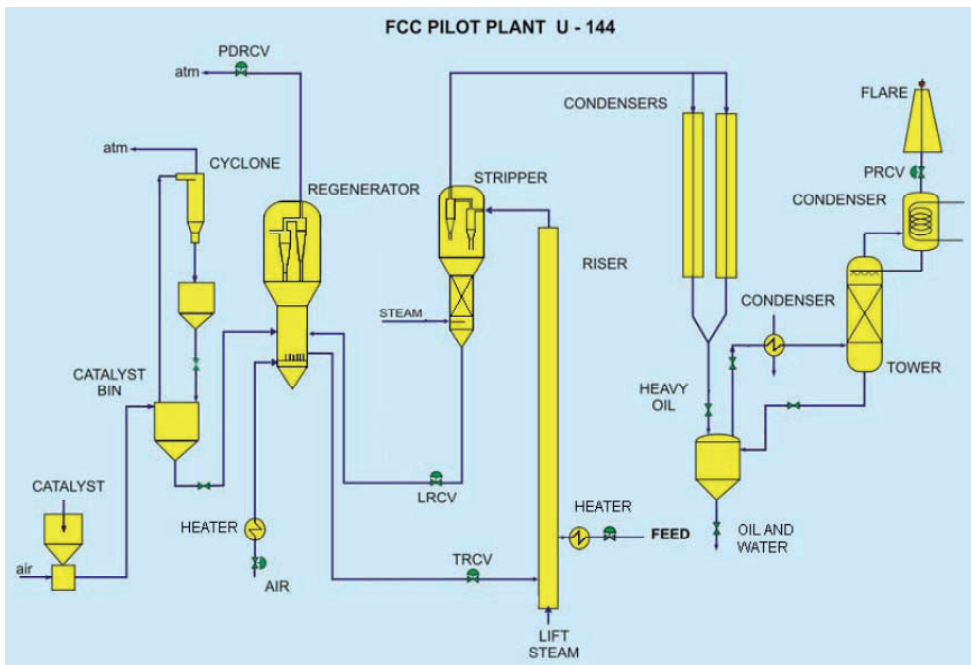 FCC PILOT PLANT U - 144
PDRCV
atm
atm
CYCLONE
REGENERATOR
STRIPPER
CONDENSERS
FLARE
PRCV
CONDENSER
RISER
STEAM
CONDENSER
TOWER
CATALYST
BIN
HEAVY
OIL
LRCV
CATALYST
HEATER
HEATER
FEED
OIL AND
WATER
air
AIR
TRCV
LIFT
STEAM